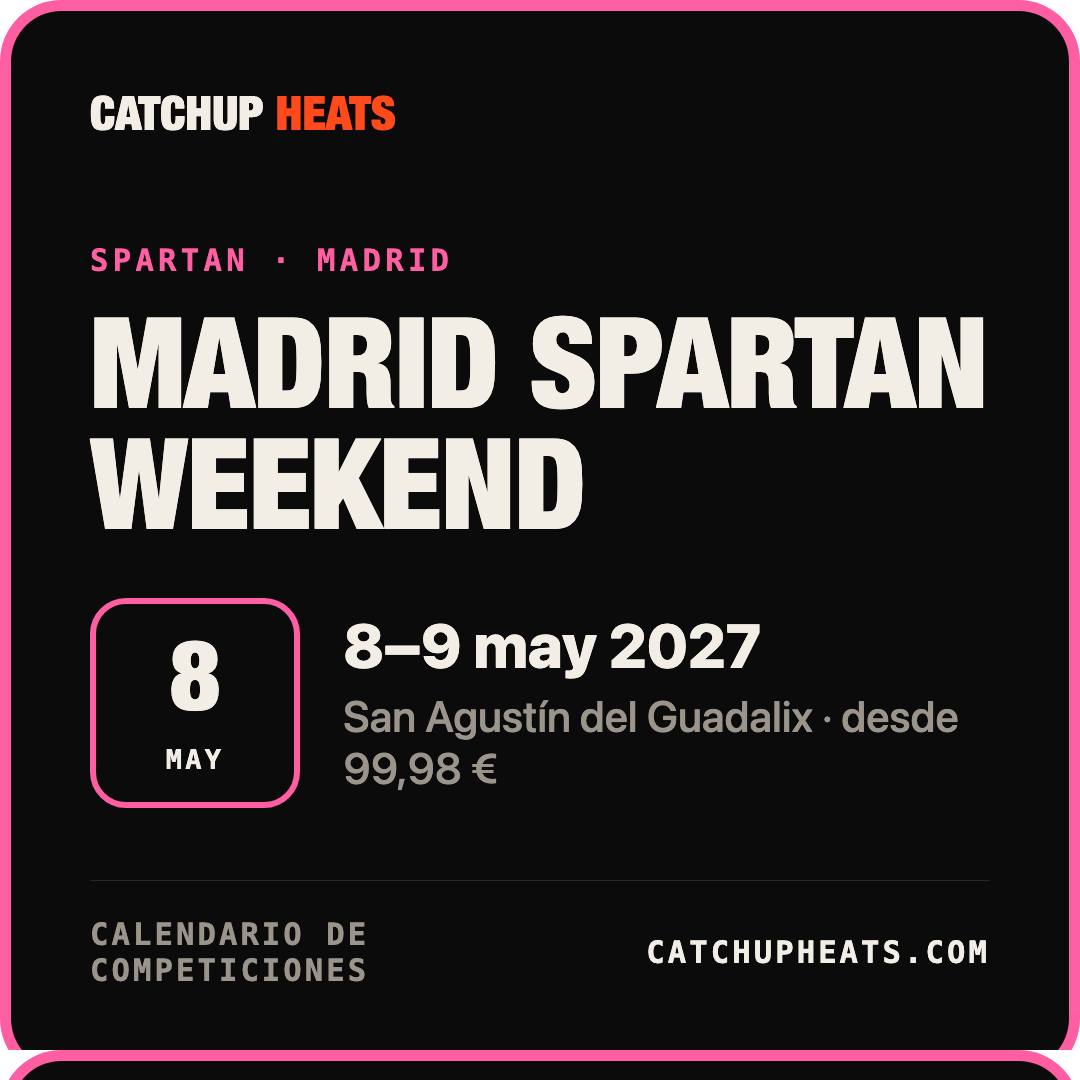 CATCHUP HEATS
SPARTAN · MADRID
MADRID SPARTAN
WEEKEND
8
MAY
8–9 may 2027
San Agustín del Guadalix · desde
99,98 €
CALENDARIO DE
COMPETICIONES
CATCHUPHEATS.COM